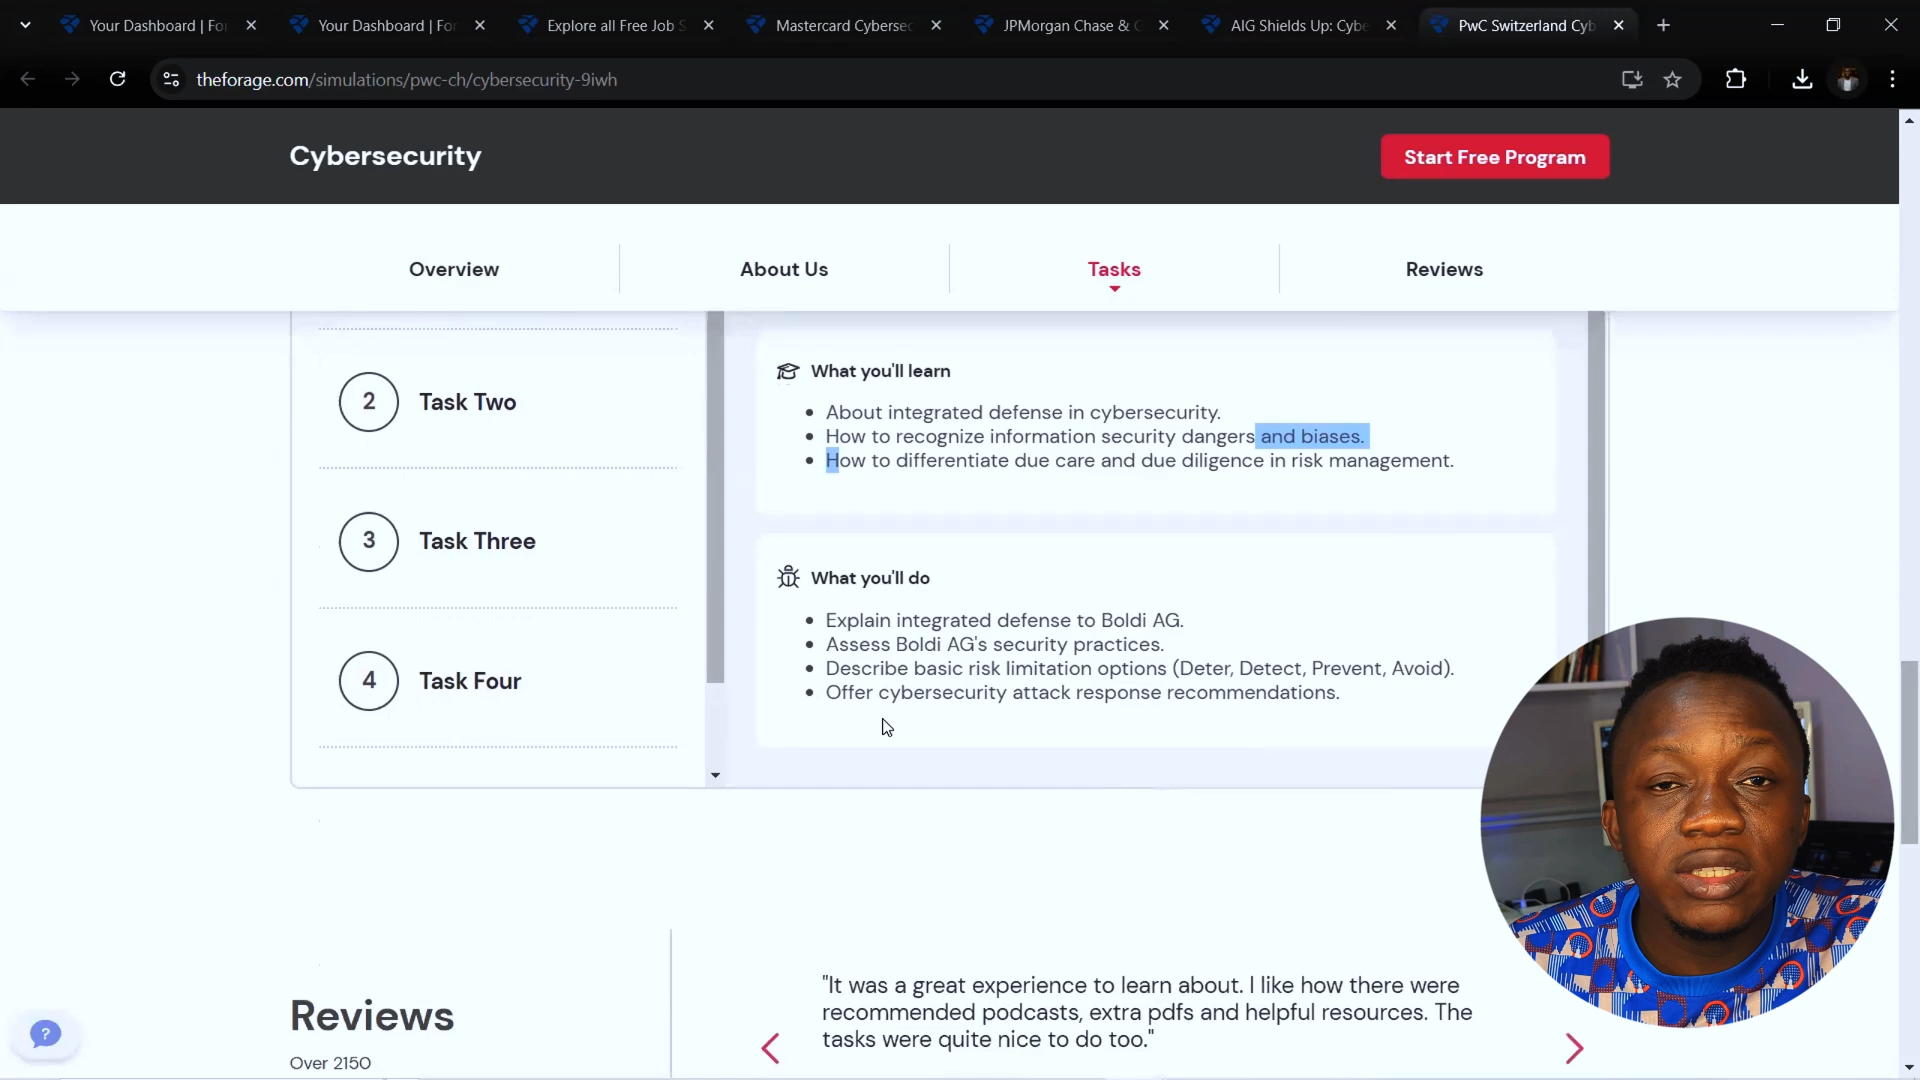 Your Dashboard | For
Your Dashboard | For
Explore all Free Job S
Mastercard Cybersec
JPMorgan Chase & C
AIG Shields Up: Cybe
PwC Switzerland Cyb
theforage.com/simulations/pwc-ch/cybersecurity-9iwh
Cybersecurity
Start Free Program
Overview
About Us
Tasks
Reviews
2
Task Two
3
Task Three
4
Task Four
What you'll learn
About integrated defense in cybersecurity.
How to recognize information security dangers and biases.
How to differentiate due care and due diligence in risk management.
What you'll do
Explain integrated defense to Boldi AG.
Assess Boldi AG's security practices.
Describe basic risk limitation options (Deter, Detect, Prevent, Avoid).
Offer cybersecurity attack response recommendations.
Reviews
Over 2150
"It was a great experience to learn about. I like how there were
recommended podcasts, extra pdfs and helpful resources. The
tasks were quite nice to do too."
?